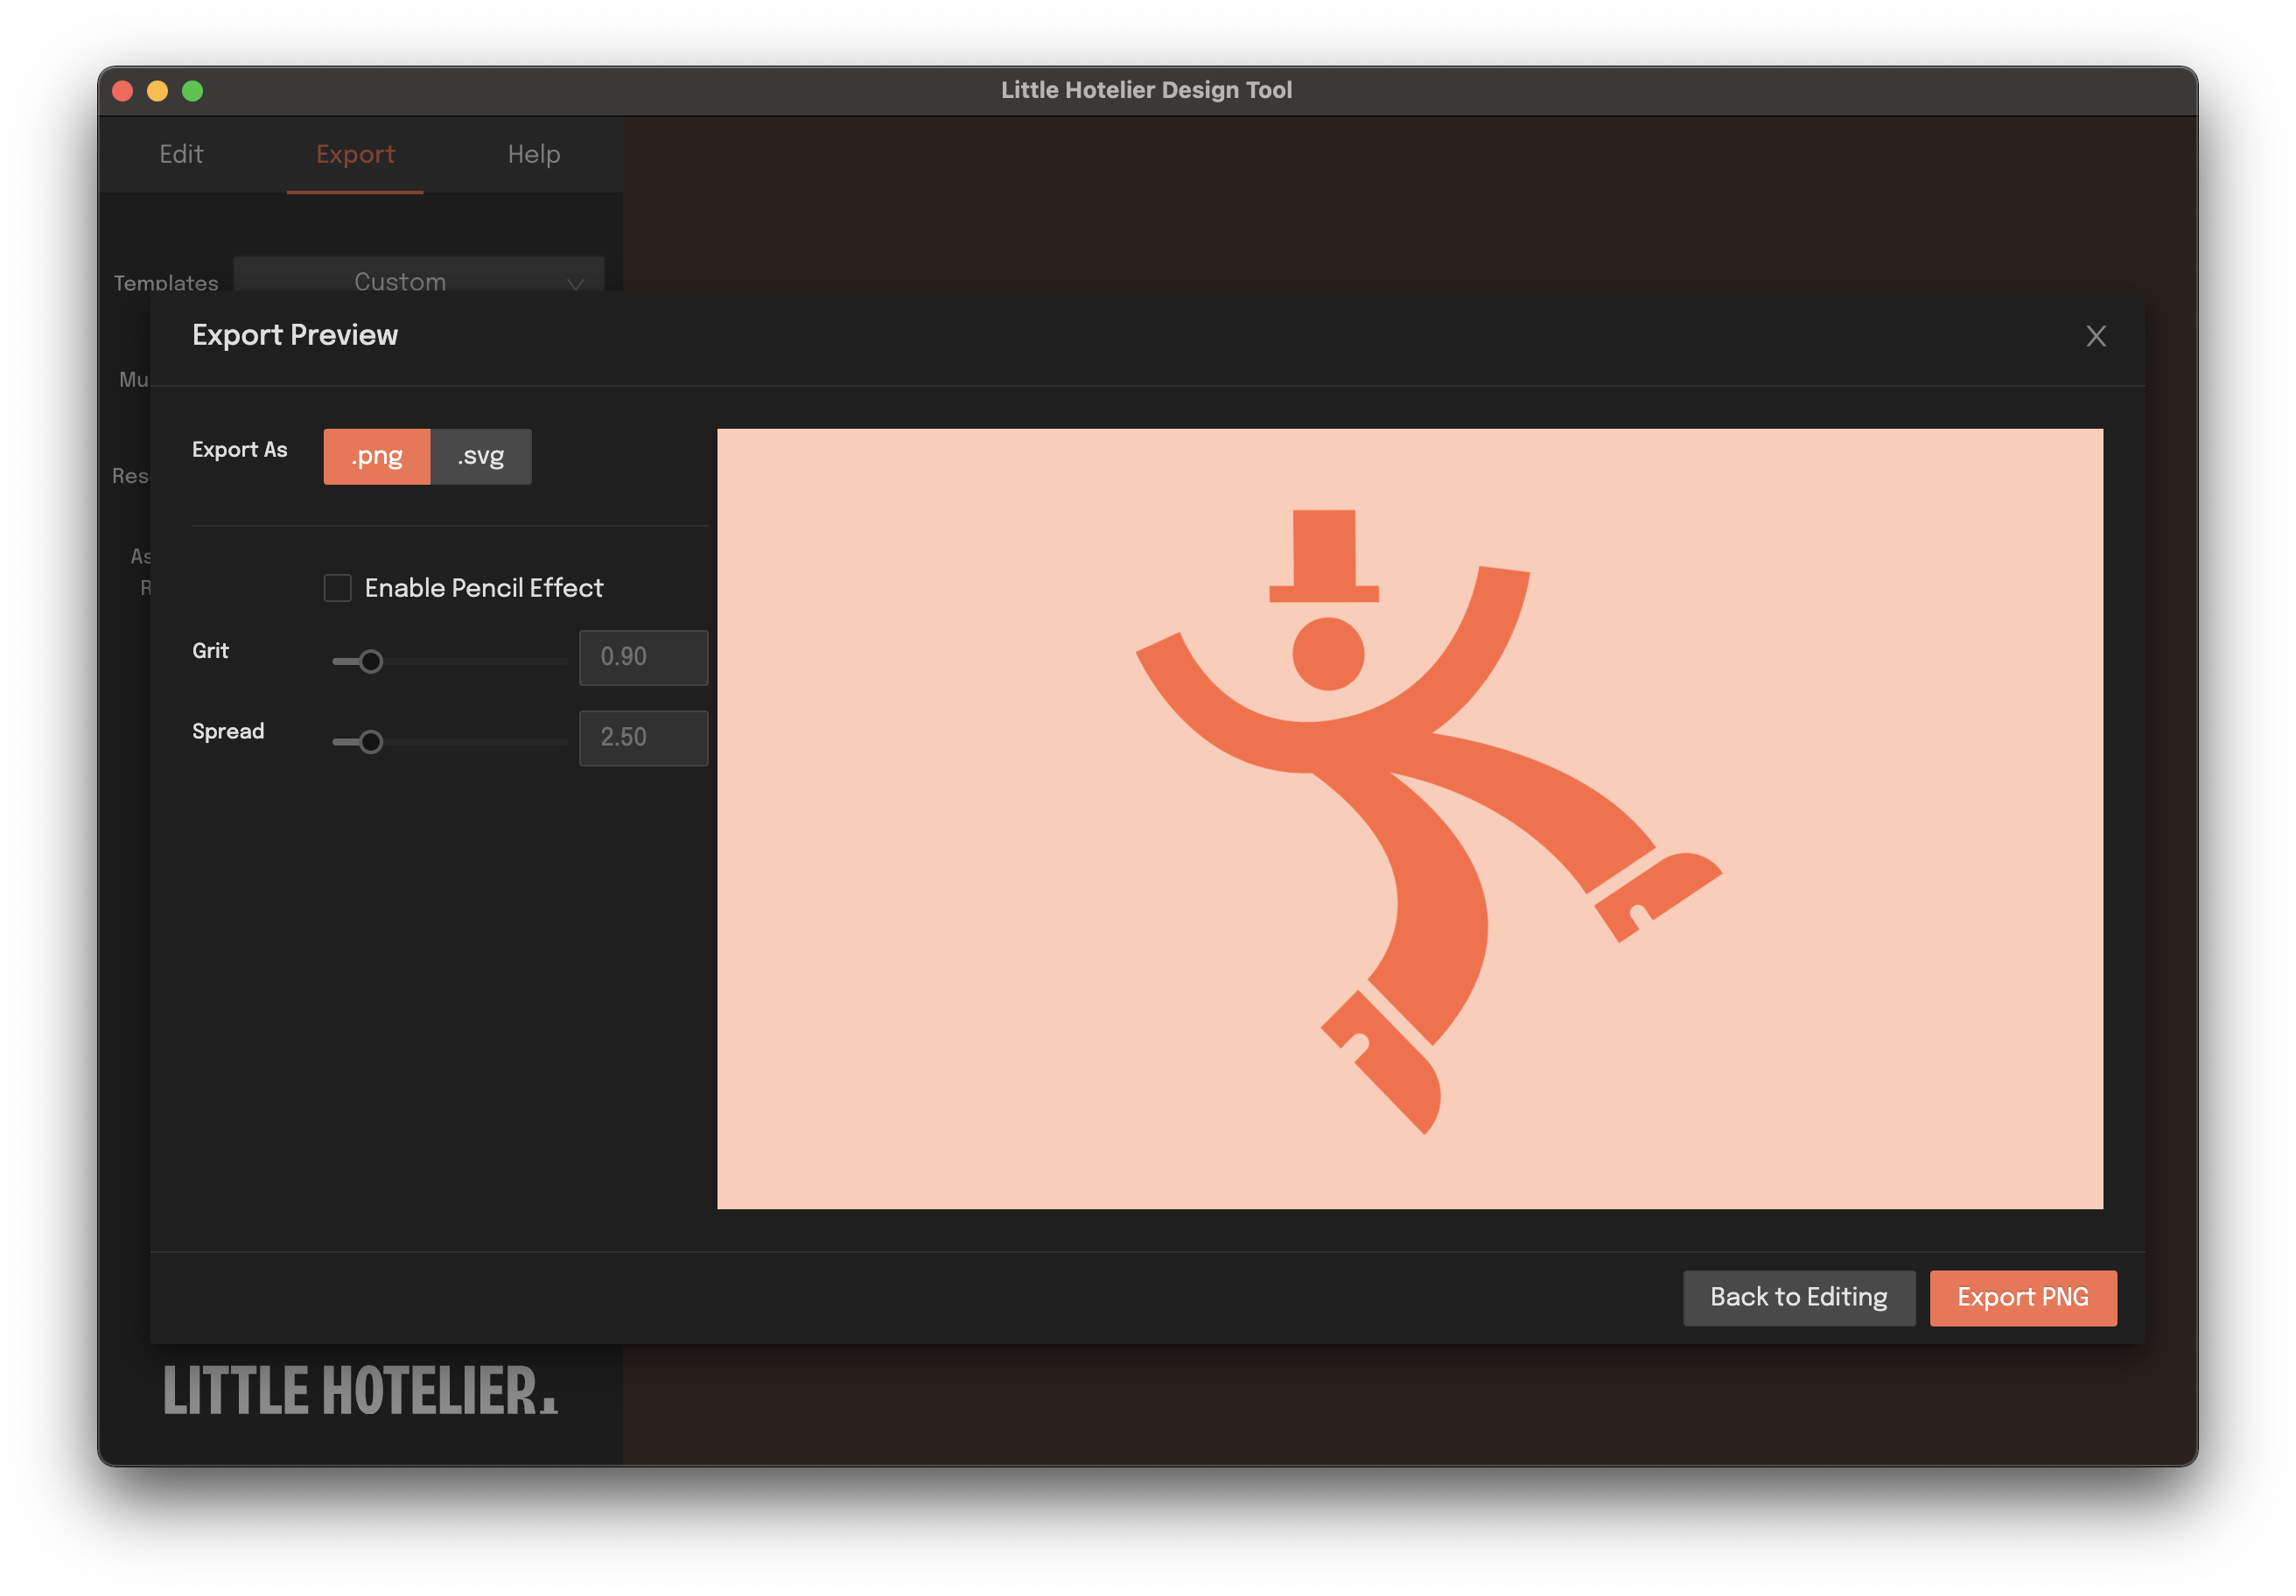 Little Hotelier Design Tool
Edit Export Help
Templates Custom
Export Preview X
Mu
Export As .png .svg
Res
As
R
Enable Pencil Effect
Grit 0.90
Spread 2.50
Back to Editing Export PNG
LITTLE HOTELIER.